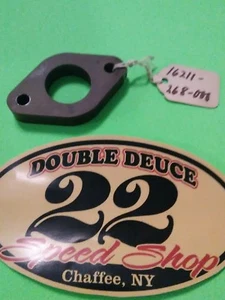 16211-
268-000
DOUBLE DEUCE
22
Speed Shop
Chaffee, NY